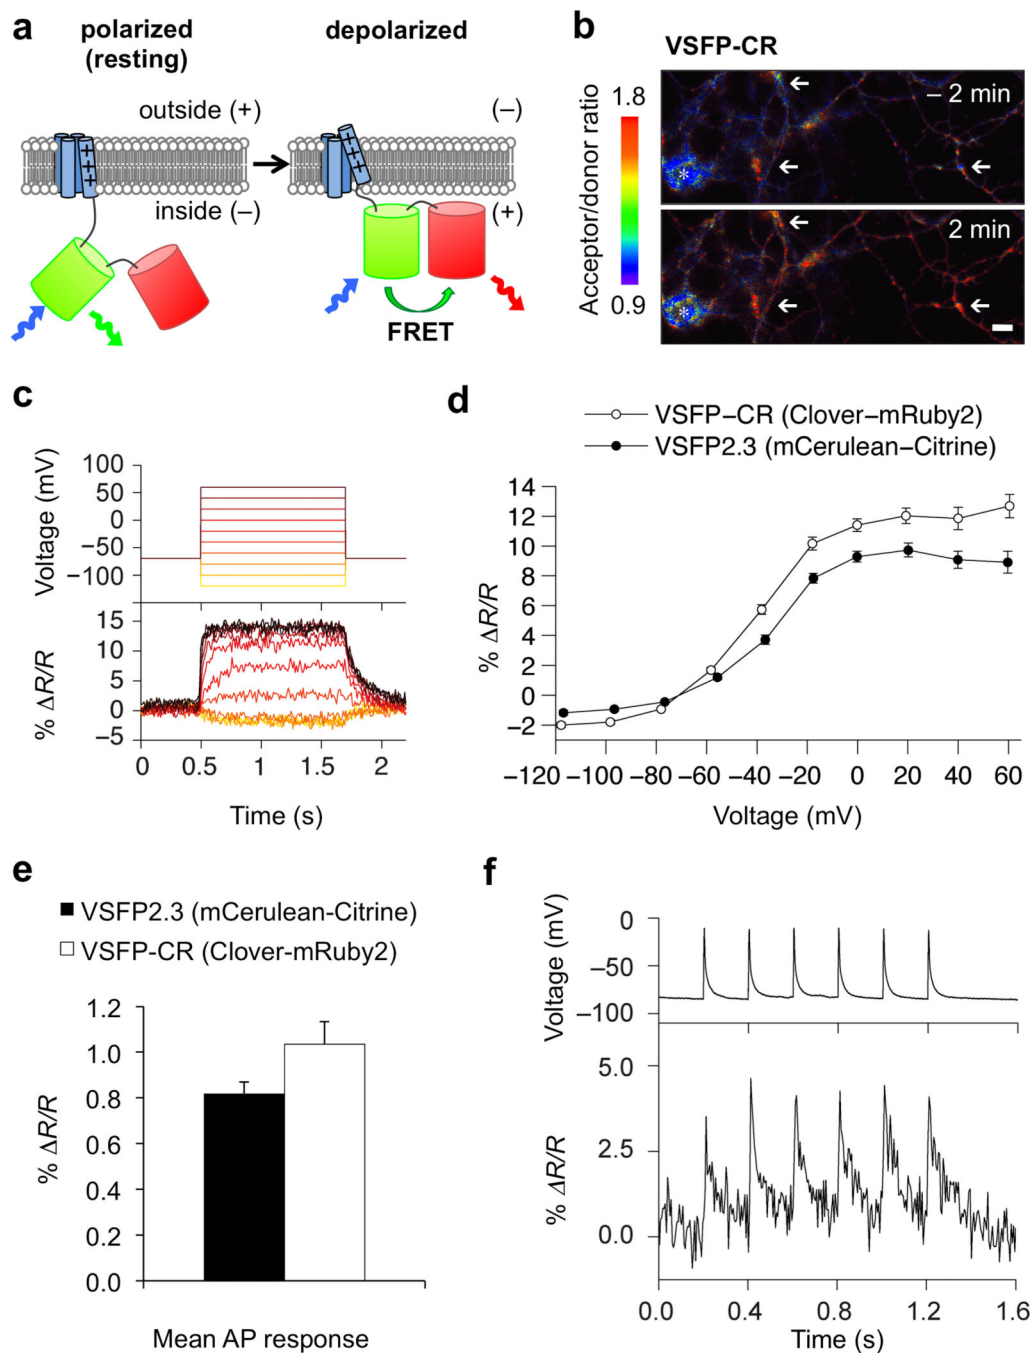 a
polarized
(resting)
depolarized
outside (+)
(–)
inside (–)
(+)
+
+
+
+
+
+
FRET
b
VSFP-CR
Acceptor/donor ratio
1.8
0.9
– 2 min
*
2 min
*
c
Voltage (mV)
100
50
0
−50
−100
% ΔR/R
15
10
5
0
−5
0
0.5
1
1.5
2
Time (s)
d
VSFP−CR (Clover−mRuby2)
VSFP2.3 (mCerulean−Citrine)
% ΔR/R
14
12
10
8
6
4
2
0
−2
−120
−100
−80
−60
−40
−20
0
20
40
60
Voltage (mV)
e
VSFP2.3 (mCerulean-Citrine)
VSFP-CR (Clover-mRuby2)
% ΔR/R
1.2
1.0
0.8
0.6
0.4
0.2
0.0
Mean AP response
f
Voltage (mV)
0
−50
−100
% ΔR/R
5.0
2.5
0.0
0.0
0.4
0.8
1.2
1.6
Time (s)